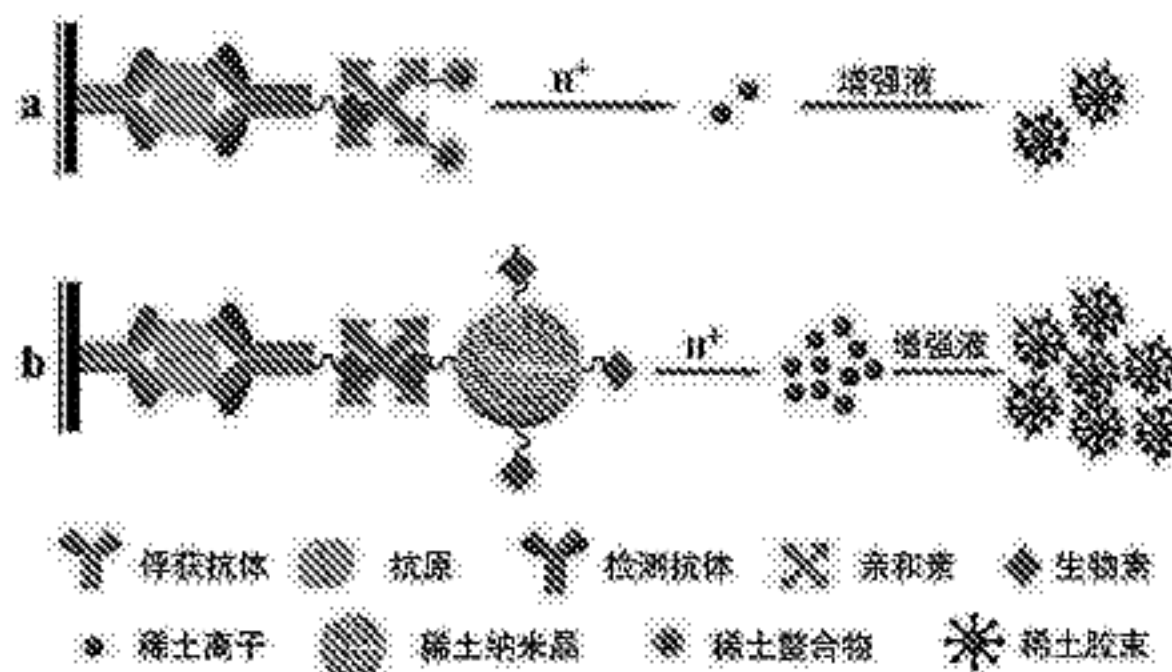 a H⁺ 增强液
b H⁺ 增强液
俘获抗体 抗原 检测抗体 亲和素 生物素
稀土离子 稀土纳米晶 稀土螯合物 稀土胶束